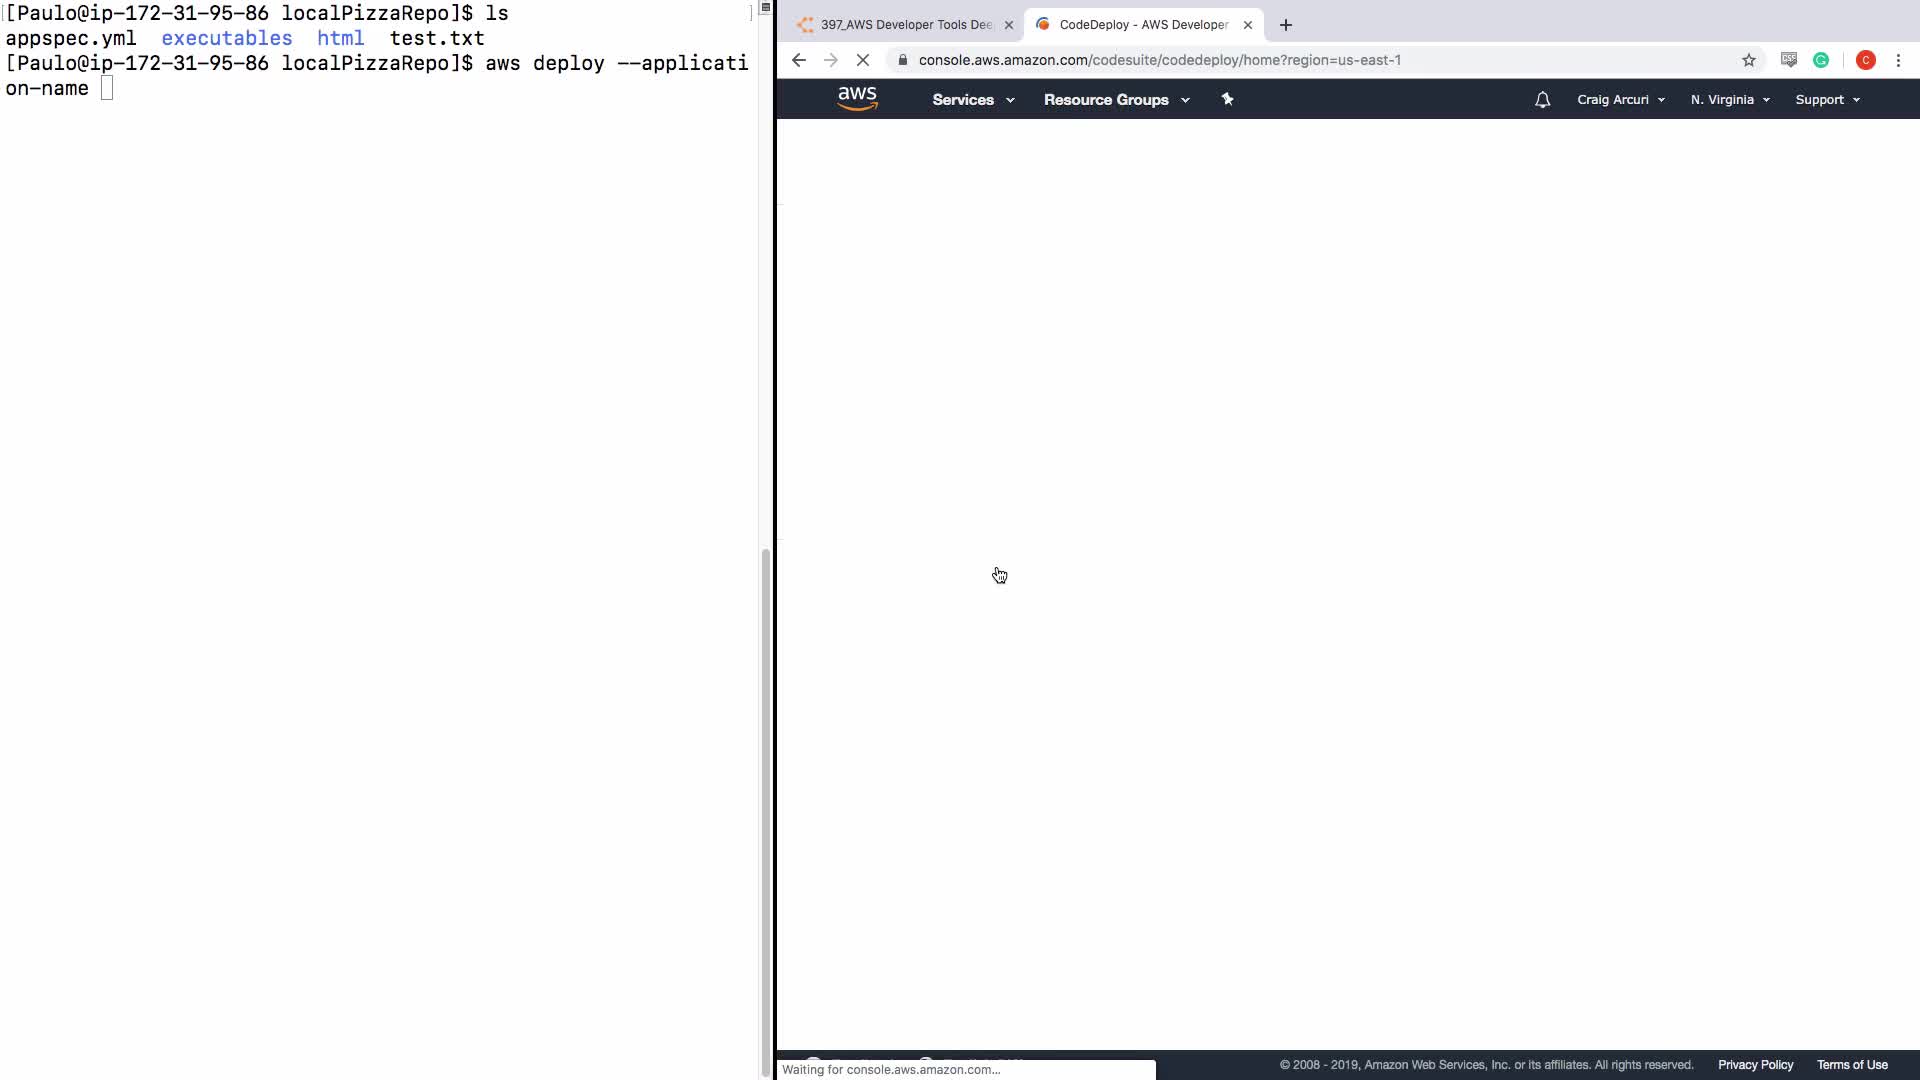 [Paulo@ip-172-31-95-86 localPizzaRepo]$ ls
appspec.yml executables html test.txt
[Paulo@ip-172-31-95-86 localPizzaRepo]$ aws deploy --applicati
on-name
397_AWS Developer Tools Dee
CodeDeploy - AWS Developer
console.aws.amazon.com/codesuite/codedeploy/home?region=us-east-1
C
aws Services Resource Groups Craig Arcuri N. Virginia Support
Waiting for console.aws.amazon.com...
© 2008 - 2019, Amazon Web Services, Inc. or its affiliates. All rights reserved. Privacy Policy Terms of Use